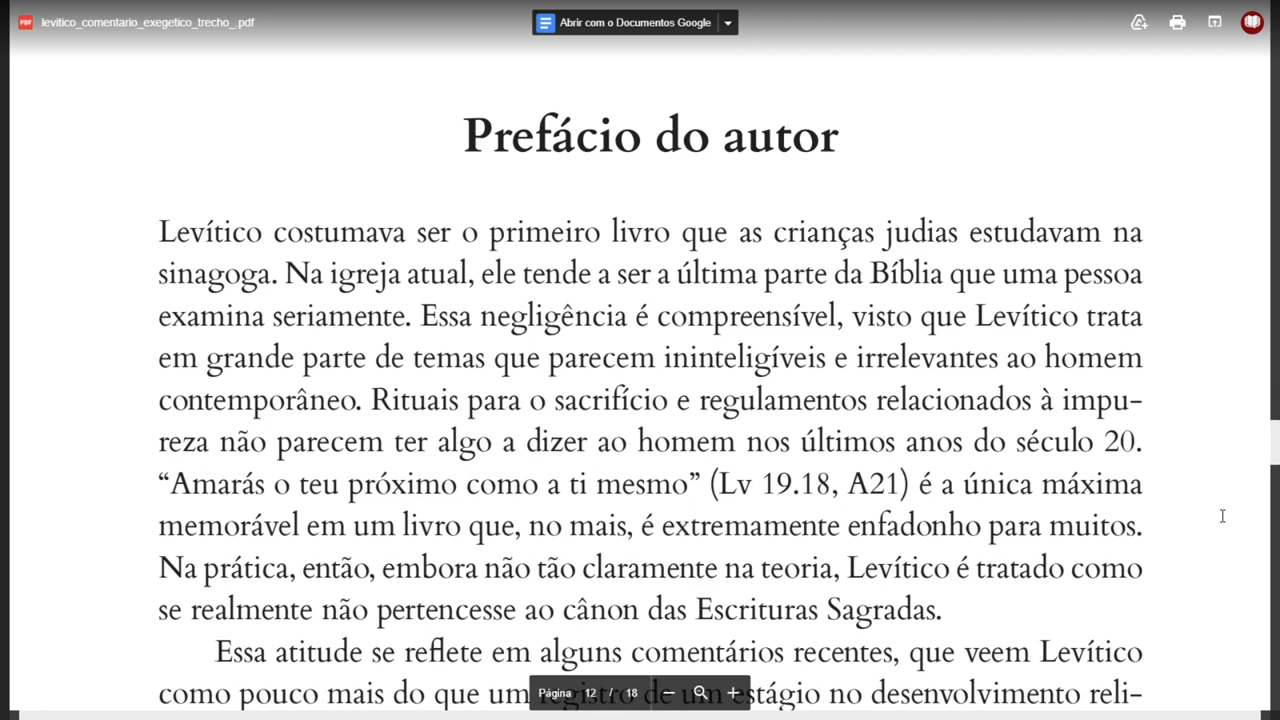 levitico_comentario_exegetico_trecho_.pdf
Abrir com o Documentos Google
Prefácio do autor
Levítico costumava ser o primeiro livro que as crianças judias estudavam na
sinagoga. Na igreja atual, ele tende a ser a última parte da Bíblia que uma pessoa
examina seriamente. Essa negligência é compreensível, visto que Levítico trata
em grande parte de temas que parecem ininteligíveis e irrelevantes ao homem
contemporâneo. Rituais para o sacrifício e regulamentos relacionados à impu-
reza não parecem ter algo a dizer ao homem nos últimos anos do século 20.
“Amarás o teu próximo como a ti mesmo” (Lv 19.18, A21) é a única máxima
memorável em um livro que, no mais, é extremamente enfadonho para muitos.
Na prática, então, embora não tão claramente na teoria, Levítico é tratado como
se realmente não pertencesse ao cânon das Escrituras Sagradas.
Essa atitude se reflete em alguns comentários recentes, que veem Levítico
como pouco mais do que um registro de um estágio no desenvolvimento reli-
Página 12 / 18